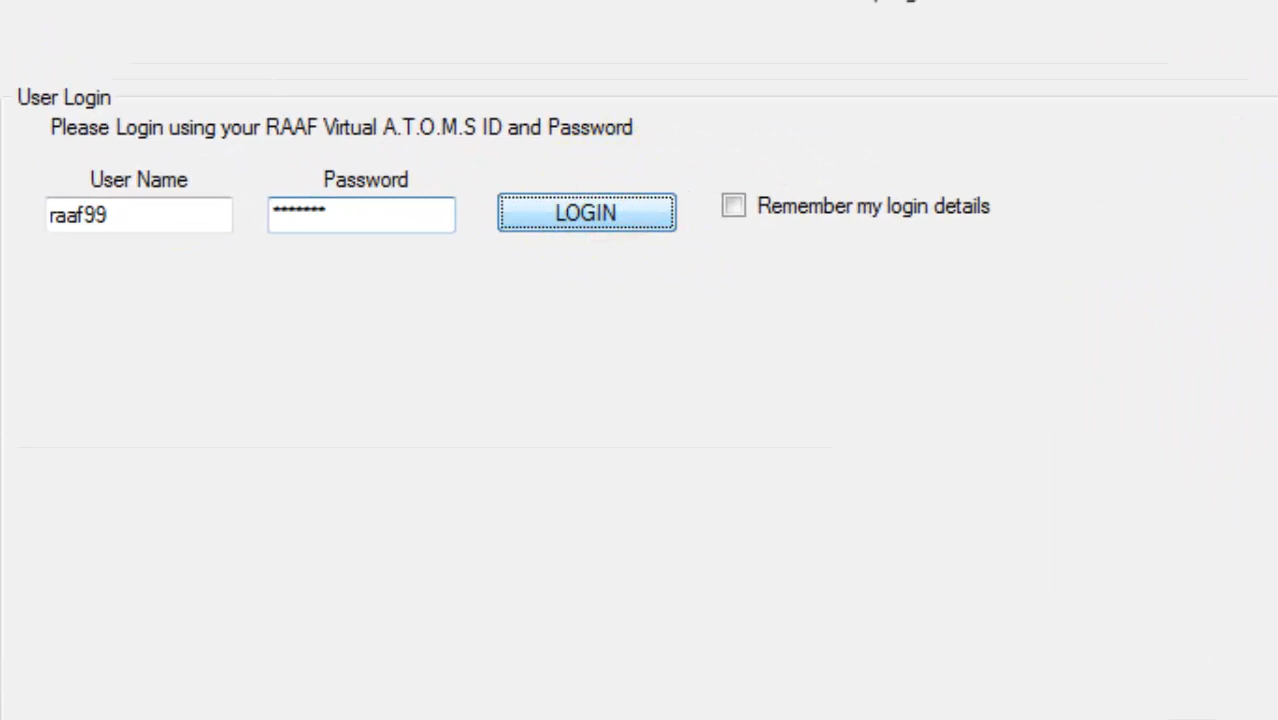 User Login
Please Login using your RAAF Virtual A.T.O.M.S ID and Password
User Name
Password
raaf99
*******
LOGIN
Remember my login details